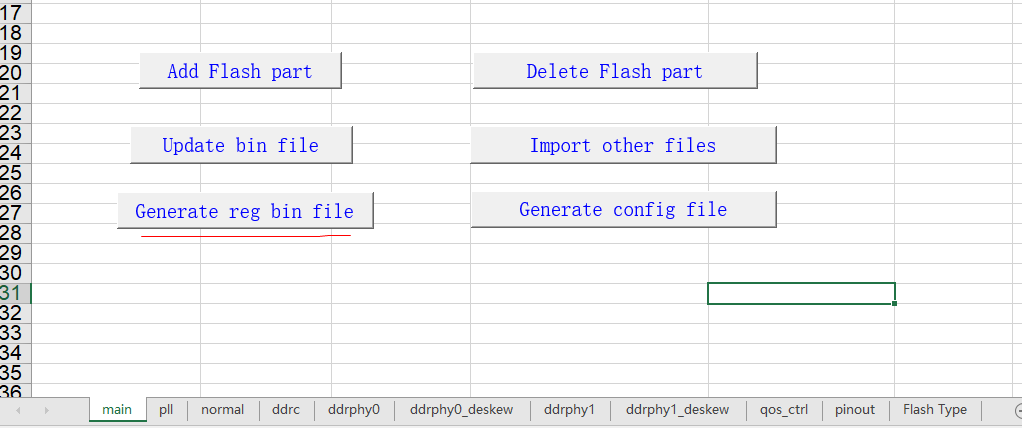 17
18
19
20
21
22
23
24
25
26
27
28
29
30
31
32
33
34
35
36
Add Flash part
Delete Flash part
Update bin file
Import other files
Generate reg bin file
Generate config file
main pll normal ddrc ddrphy0 ddrphy0_deskew ddrphy1 ddrphy1_deskew qos_ctrl pinout Flash Type